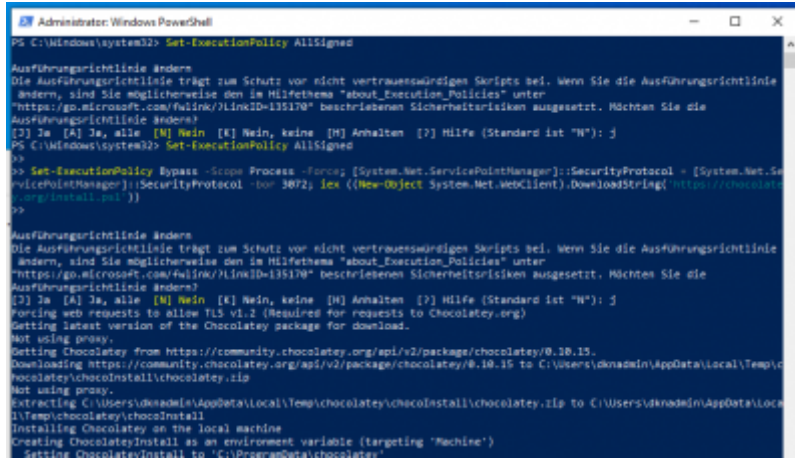 Administrator: Windows PowerShell
PS C:\Windows\system32> Set-ExecutionPolicy AllSigned
Ausführungsrichtlinie ändern
Die Ausführungsrichtlinie trägt zum Schutz vor nicht vertrauenswürdigen Skripts bei. Wenn Sie die Ausführungsrichtlinie
ändern, sind Sie möglicherweise den im Hilfethema "about_Execution_Policies" unter
"https:/go.microsoft.com/fwlink/?LinkID=135170" beschriebenen Sicherheitsrisiken ausgesetzt. Möchten Sie die
Ausführungsrichtlinie ändern?
[J] Ja  [A] Ja, alle  [N] Nein  [K] Nein, keine  [H] Anhalten  [?] Hilfe (Standard ist "N"): j
PS C:\Windows\system32> Set-ExecutionPolicy AllSigned
>>
>> Set-ExecutionPolicy Bypass -Scope Process -Force; [System.Net.ServicePointManager]::SecurityProtocol = [System.Net.Se
rvicePointManager]::SecurityProtocol -bor 3072; iex ((New-Object System.Net.WebClient).DownloadString('https://chocolate
y.org/install.ps1'))
>>
Ausführungsrichtlinie ändern
Die Ausführungsrichtlinie trägt zum Schutz vor nicht vertrauenswürdigen Skripts bei. Wenn Sie die Ausführungsrichtlinie
ändern, sind Sie möglicherweise den im Hilfethema "about_Execution_Policies" unter
"https:/go.microsoft.com/fwlink/?LinkID=135170" beschriebenen Sicherheitsrisiken ausgesetzt. Möchten Sie die
Ausführungsrichtlinie ändern?
[J] Ja  [A] Ja, alle  [N] Nein  [K] Nein, keine  [H] Anhalten  [?] Hilfe (Standard ist "N"): j
Forcing web requests to allow TLS v1.2 (Required for requests to Chocolatey.org)
Getting latest version of the Chocolatey package for download.
Not using proxy.
Getting Chocolatey from https://community.chocolatey.org/api/v2/package/chocolatey/0.10.15.
Downloading https://community.chocolatey.org/api/v2/package/chocolatey/0.10.15 to C:\Users\dknadmin\AppData\Local\Temp\c
hocolatey\chocoInstall\chocolatey.zip
Not using proxy.
Extracting C:\Users\dknadmin\AppData\Local\Temp\chocolatey\chocoInstall\chocolatey.zip to C:\Users\dknadmin\AppData\Loca
l\Temp\chocolatey\chocoInstall
Installing Chocolatey on the local machine
Creating ChocolateyInstall as an environment variable (targeting 'Machine')
Setting ChocolateyInstall to 'C:\ProgramData\chocolatey'